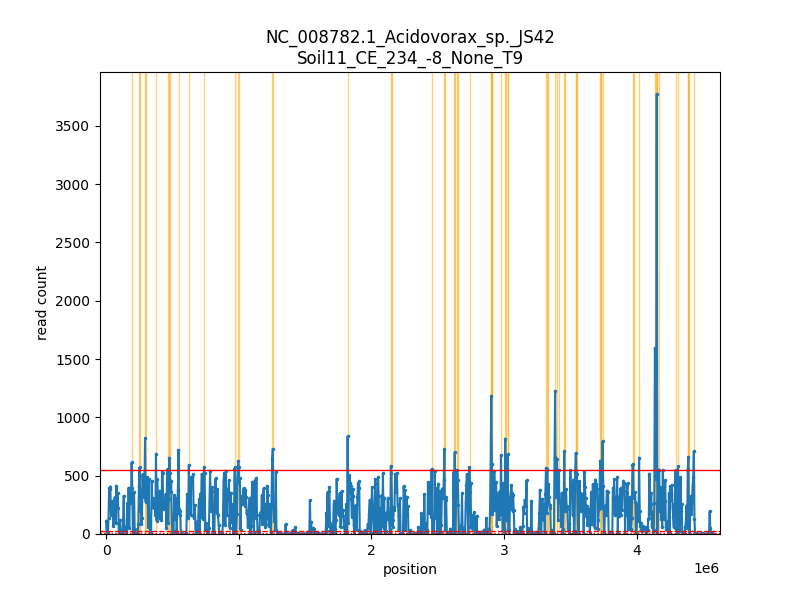 NC_008782.1_Acidovorax_sp._JS42
Soil11_CE_234_-8_None_T9
3500
3000
2500
2000
1500
1000
500
0
read count
0
1
2
3
4
1e6
position